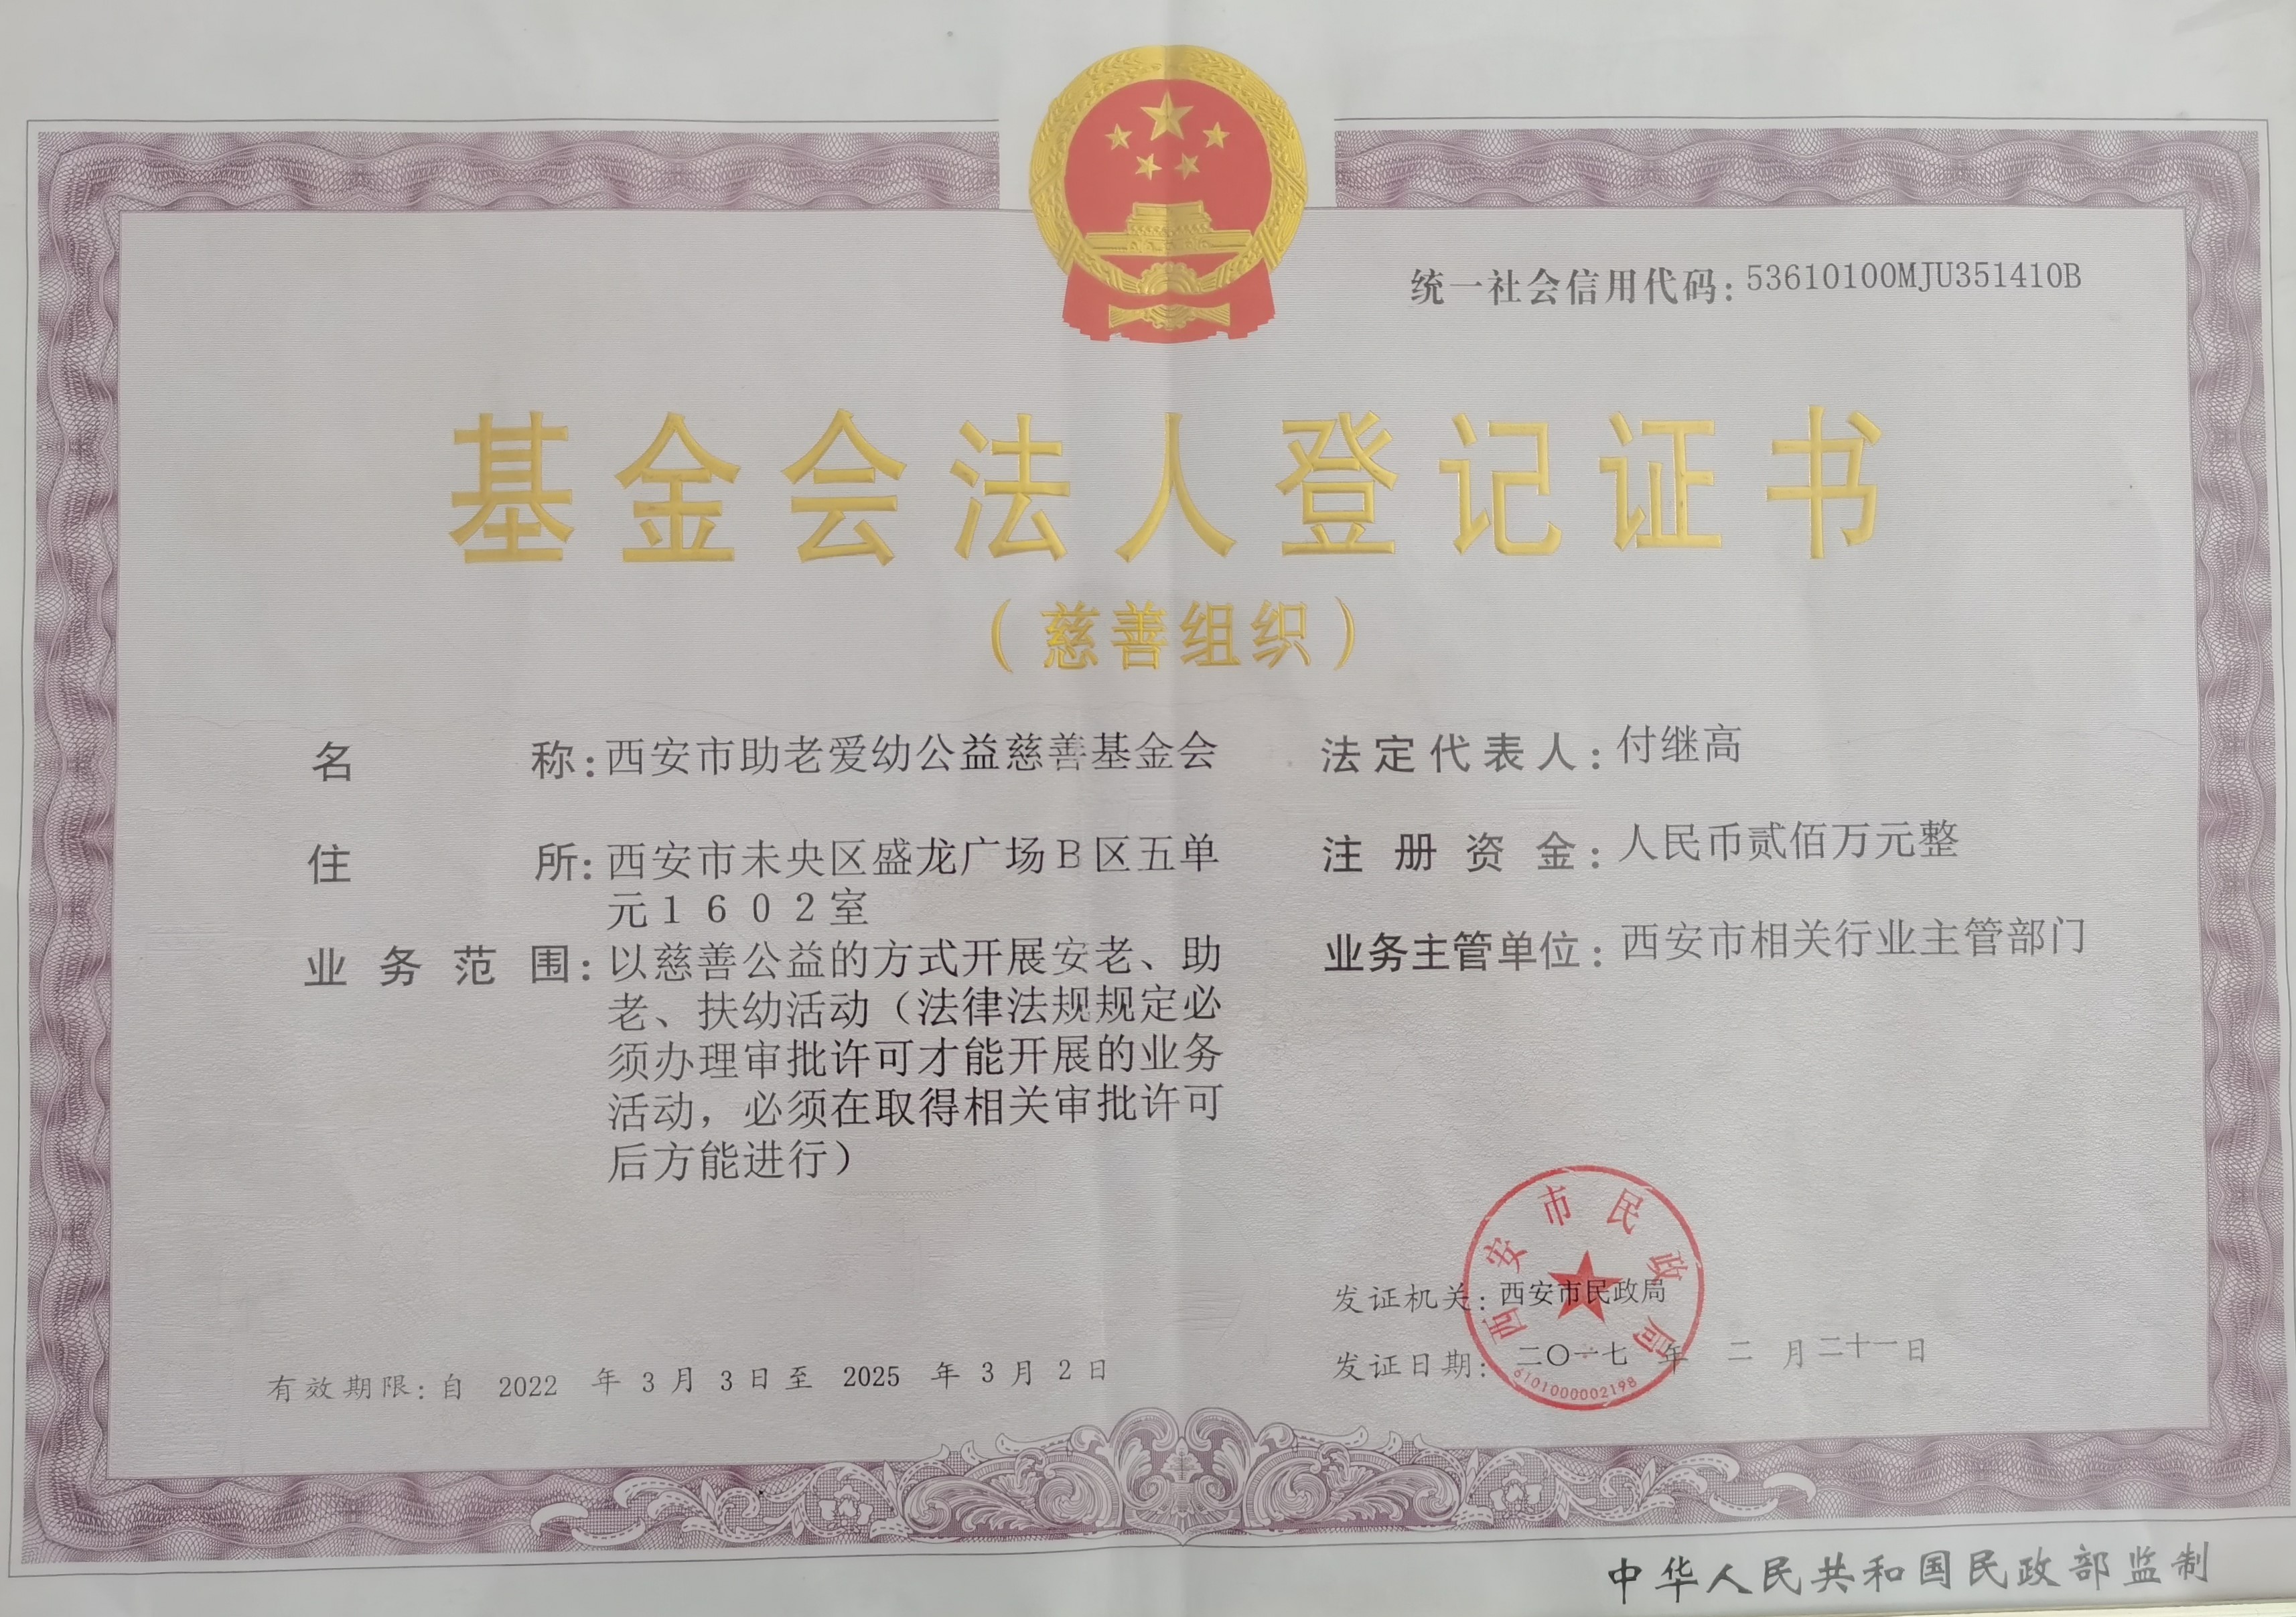 统一社会信用代码：53610100MJU351410B
基金会法人登记证书
（慈善组织）
名称：西安市助老爱幼公益慈善基金会
住所：西安市未央区盛龙广场B区五单
元1602室
业务范围：以慈善公益的方式开展安老、助
老、扶幼活动（法律法规规定必
须办理审批许可才能开展的业务
活动，必须在取得相关审批许可
后方能进行）
法定代表人：付继高
注册资金：人民币贰佰万元整
业务主管单位：西安市相关行业主管部门
发证机关：西安市民政局
发证日期：二〇一七年二月二十一日
西安市民政局
6101000002198
有效期限：自2022年3月3日至2025年3月2日
中华人民共和国民政部监制